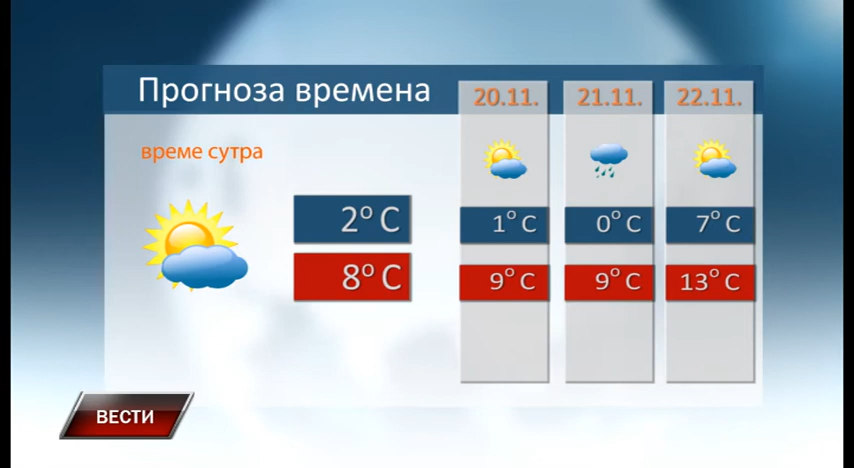 Прогноза времена
време сутра
2° C
8° C
20.11.
1° C
9° C
21.11.
0° C
9° C
22.11.
7° C
13° C
ВЕСТИ